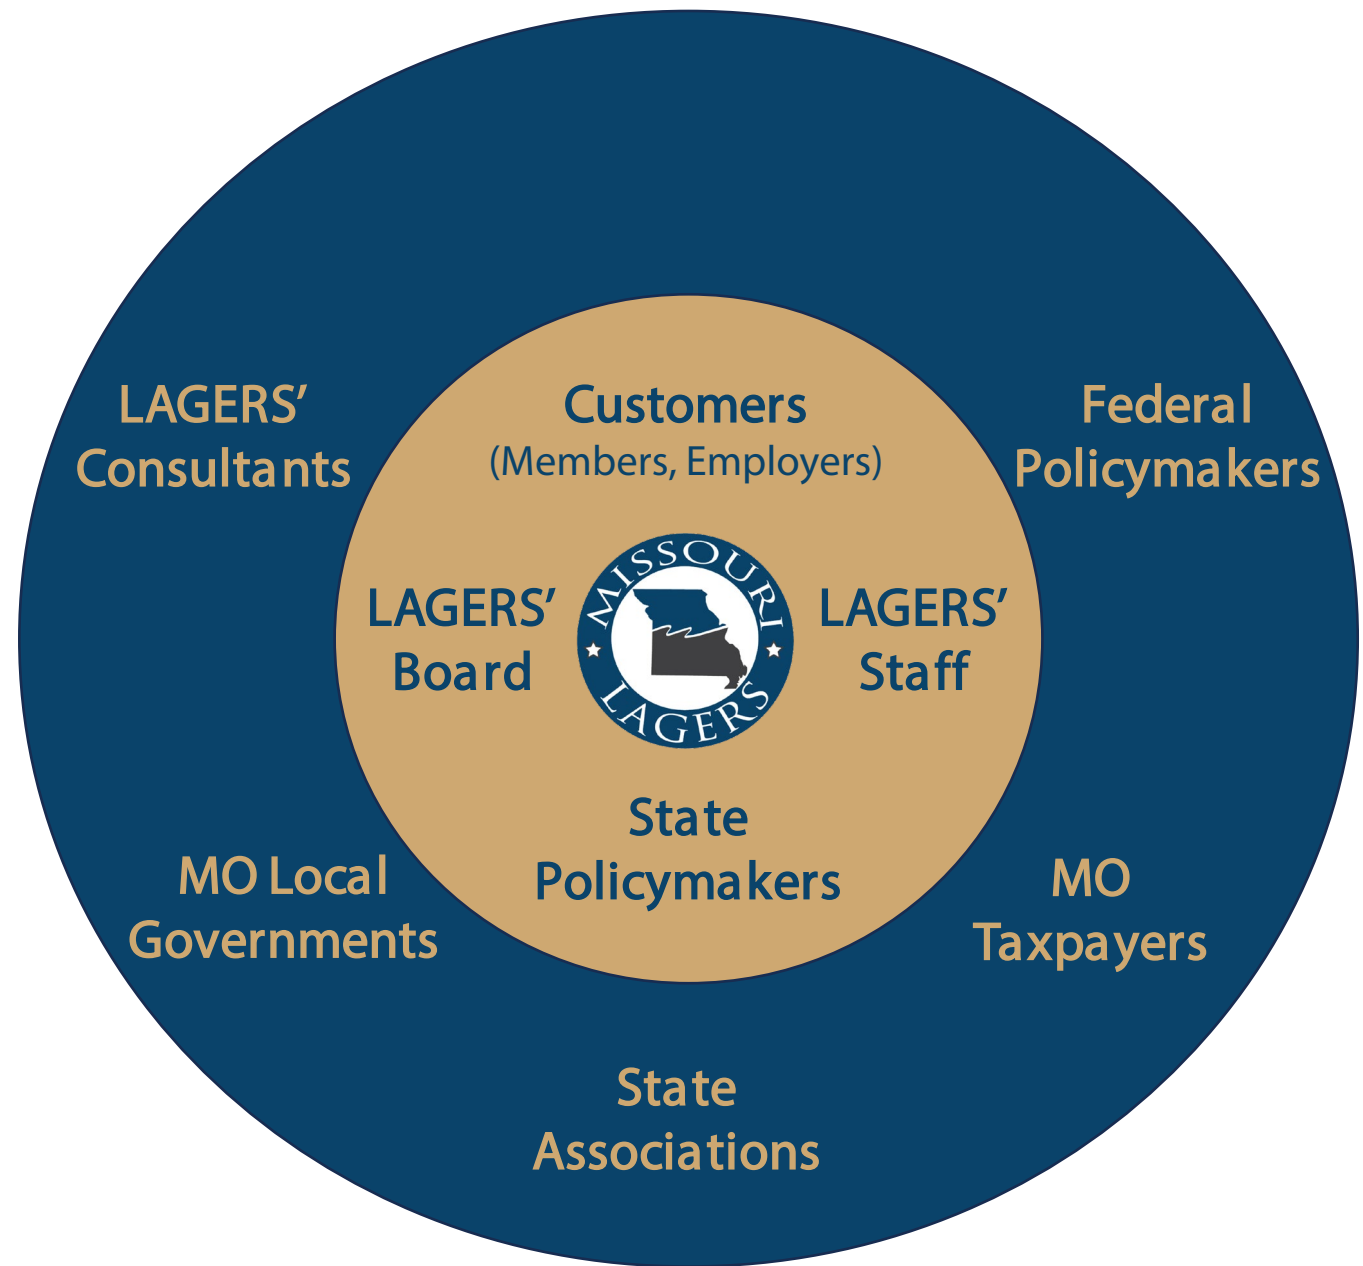 LAGERS’
Consultants
Customers
(Members, Employers)
Federal
Policymakers
LAGERS’
Board
MISSOURI
LAGERS
LAGERS’
Staff
State
Policymakers
MO Local
Governments
MO
Taxpayers
State
Associations